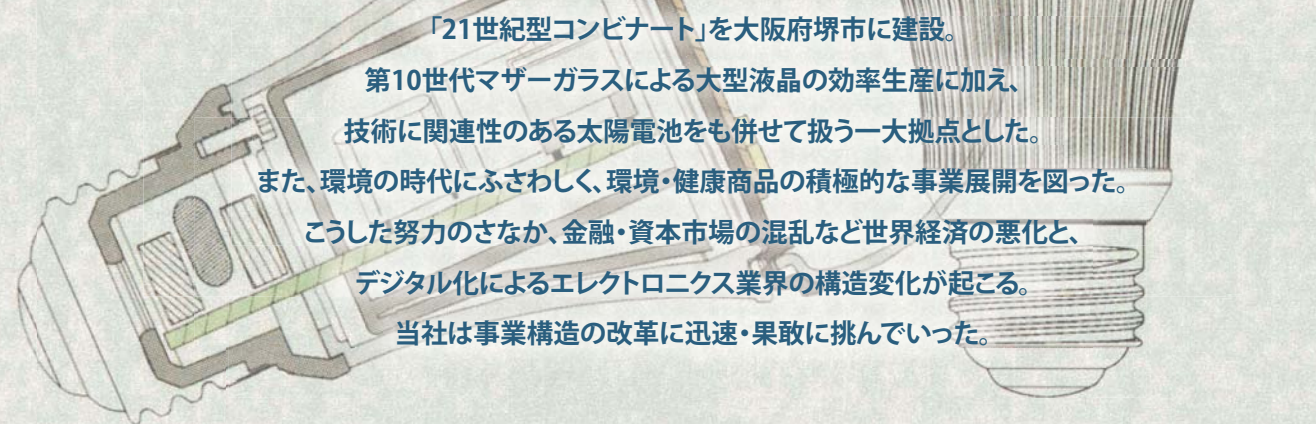 「21世紀型コンビナート」を大阪府堺市に建設。
第10世代マザーガラスによる大型液晶の効率生産に加え、
技術に関連性のある太陽電池をも併せて扱う一大拠点とした。
また、環境の時代にふさわしく、環境・健康商品の積極的な事業展開を図った。
こうした努力のさなか、金融・資本市場の混乱など世界経済の悪化と、
デジタル化によるエレクトロニクス業界の構造変化が起こる。
当社は事業構造の改革に迅速・果敢に挑んでいった。